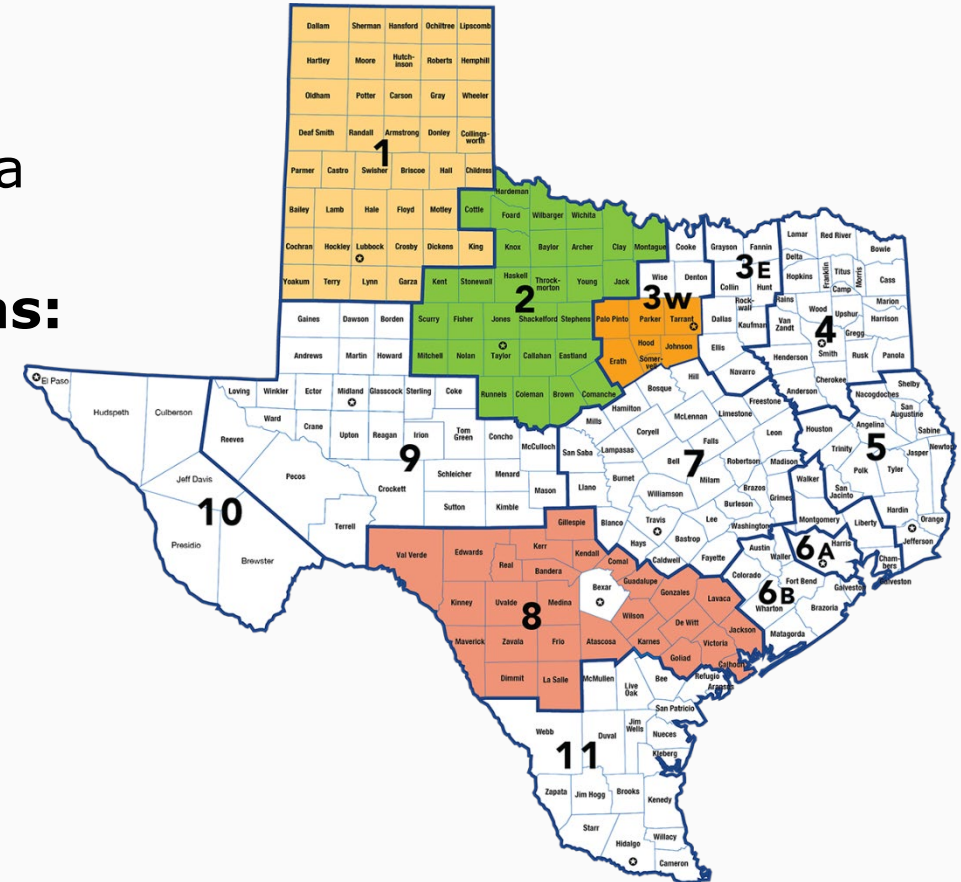 a
ns:
Dallam Sherman Hansford Ochiltree Lipscomb
Hartley Moore Hutch-
inson Roberts Hemphill
Oldham Potter Carson Gray Wheeler
Deaf Smith Randall Armstrong Donley Collings-
worth
1
Parmer Castro Swisher Briscoe Hall Childress
Bailey Lamb Hale Floyd Motley Cottle
Cochran Hockley Lubbock Crosby Dickens King
Yoakum Terry Lynn Garza
Hardeman
Foard Wilbarger Wichita
Knox Baylor Archer Clay Montague
Kent Stonewall Haskell Throck-
morton Young Jack
2
Scurry Fisher Jones Shackelford Stephens
Mitchell Nolan Taylor Callahan Eastland
Runnels Coleman Brown Comanche
Cooke Grayson Fannin
Wise Denton Collin Hunt
3W 3E
Palo Pinto Parker Tarrant Dallas Rock-
wall
Kaufman
Hood Johnson Ellis
Erath Somer-
vell Navarro
Lamar Red River Bowie
Delta
Hopkins Franklin Titus Morris Cass
Camp
Rains Wood Upshur Marion
Van
Zandt Gregg Harrison
4
Henderson Smith Rusk Panola
Anderson Cherokee
Gaines Dawson Borden
Andrews Martin Howard
Loving Winkler Ector Midland Glasscock Sterling Coke
Ward Crane Upton Reagan Irion Tom
Green Concho McCulloch
Reeves
9
Pecos Crockett Schleicher Menard
Sutton Kimble Mason
Terrell
El Paso
Hudspeth Culberson
Jeff Davis
10
Presidio Brewster
Bosque Hill
Mills Hamilton McLennan Limestone Freestone
San Saba Lampasas Coryell Falls Leon
7
Bell Robertson Madison
Llano Burnet Milam
Williamson Brazos Grimes
Burleson
Blanco Travis Lee Washington
Hays Bastrop
Caldwell Fayette
Nacogdoches Shelby
San
Augustine
Houston Angelina Sabine
5
Trinity Jasper Newto
Polk Tyler
Walker San
Jacinto
Hardin
Montgomery Liberty Orange
Jefferson
Austin Waller 6A Harris Cham-
bers
Colorado Fort Bend Galveston Galveston
6B
Wharton Brazoria
Matagorda
Gillespie
Val Verde Edwards Kerr Kendall Comal
Real Bandera
Bexar Guadalupe Gonzales Lavaca
Kinney Uvalde Medina
8
Wilson De Witt Jackson
Maverick Zavala Frio Atascosa Karnes Victoria
Goliad Calhoun
Dimmit La Salle
McMullen Live
Oak Bee Refugio
Aransas
San Patricio
Webb Duval Jim
Wells Nueces
11
Kleberg
Zapata Jim Hogg Brooks Kenedy
Starr Willacy
Hidalgo
Cameron